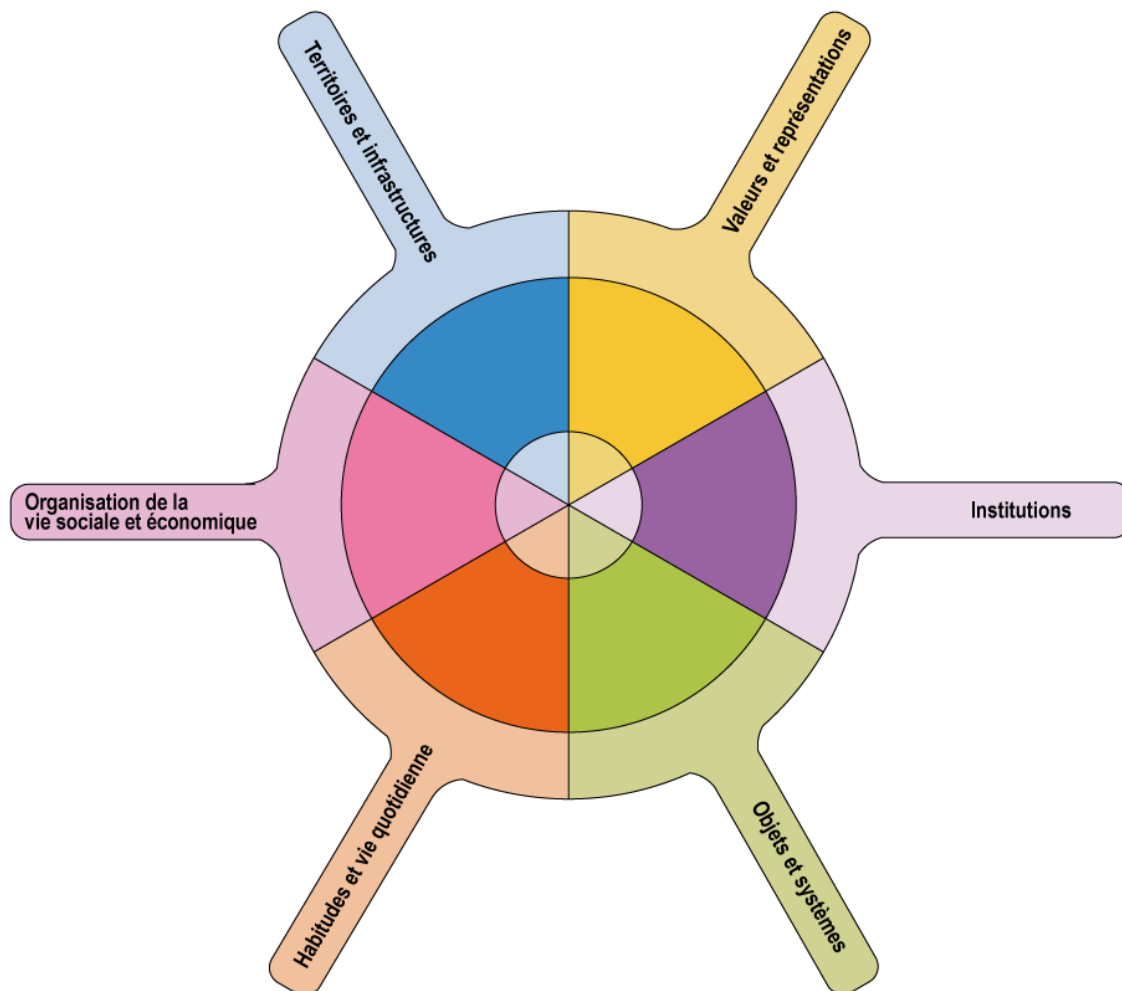 Territoires et infrastructures
Valeurs et représentations
Organisation de la
vie sociale et économique
Institutions
Habitudes et vie quotidienne
Objets et systèmes